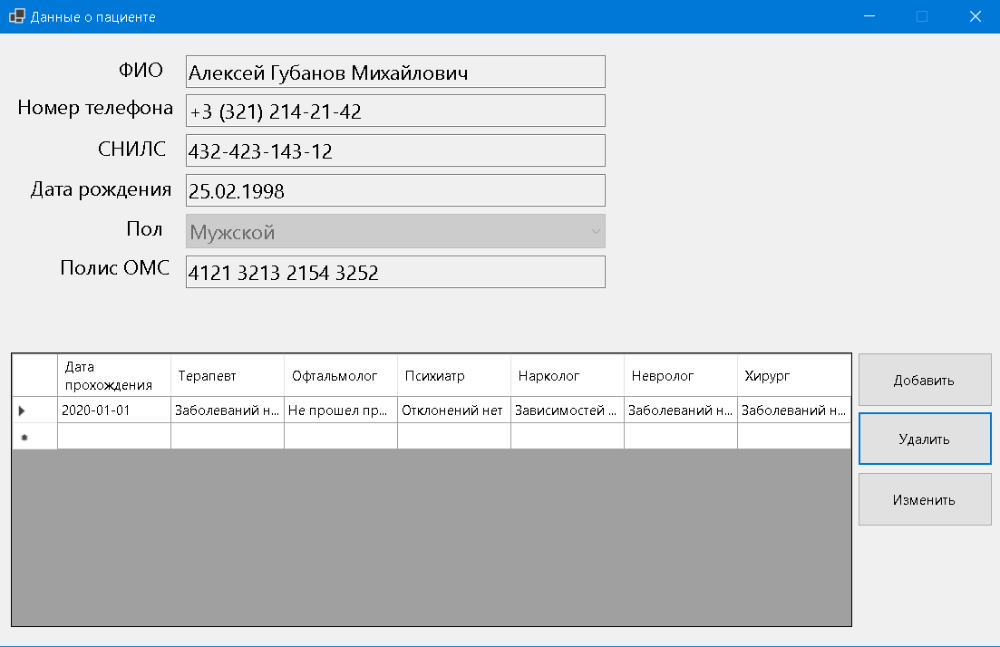 Данные о пациенте
ФИО Алексей Губанов Михайлович
Номер телефона +3 (321) 214-21-42
СНИЛС 432-423-143-12
Дата рождения 25.02.1998
Пол Мужской
Полис ОМС 4121 3213 2154 3252
Дата прохождения Терапевт Офтальмолог Психиатр Нарколог Невролог Хирург
2020-01-01 Заболеваний н... Не прошел пр... Отклонений нет Зависимостей ... Заболеваний н... Заболеваний н...
Добавить
Удалить
Изменить